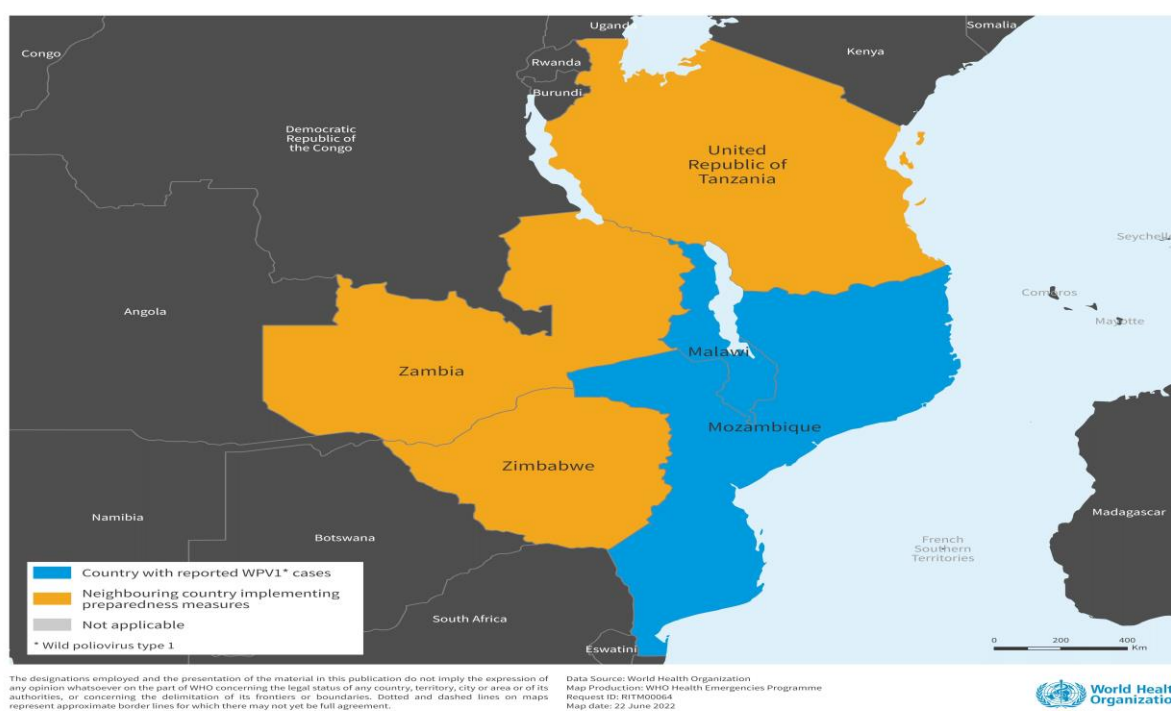 Congo
Uganda
Somalia
Rwanda
Kenya
Burundi
Democratic
Republic of
the Congo
United
Republic of
Tanzania
Seychell
Angola
Comoros
Mayotte
Malawi
Zambia
Mozambique
Zimbabwe
Namibia
Botswana
Madagascar
French
Southern
Territories
South Africa
Eswatini
Country with reported WPV1* cases
Neighbouring country implementing
preparedness measures
Not applicable
* Wild poliovirus type 1
0 200 400
Km
The designations employed and the presentation of the material in this publication do not imply the expression of
any opinion whatsoever on the part of WHO concerning the legal status of any country, territory, city or area or of its
authorities, or concerning the delimitation of its frontiers or boundaries. Dotted and dashed lines on maps
represent approximate border lines for which there may not yet be full agreement.
Data Source: World Health Organization
Map Production: WHO Health Emergencies Programme
Request ID: RITM00064
Map date: 22 June 2022
World Healt
Organizatio